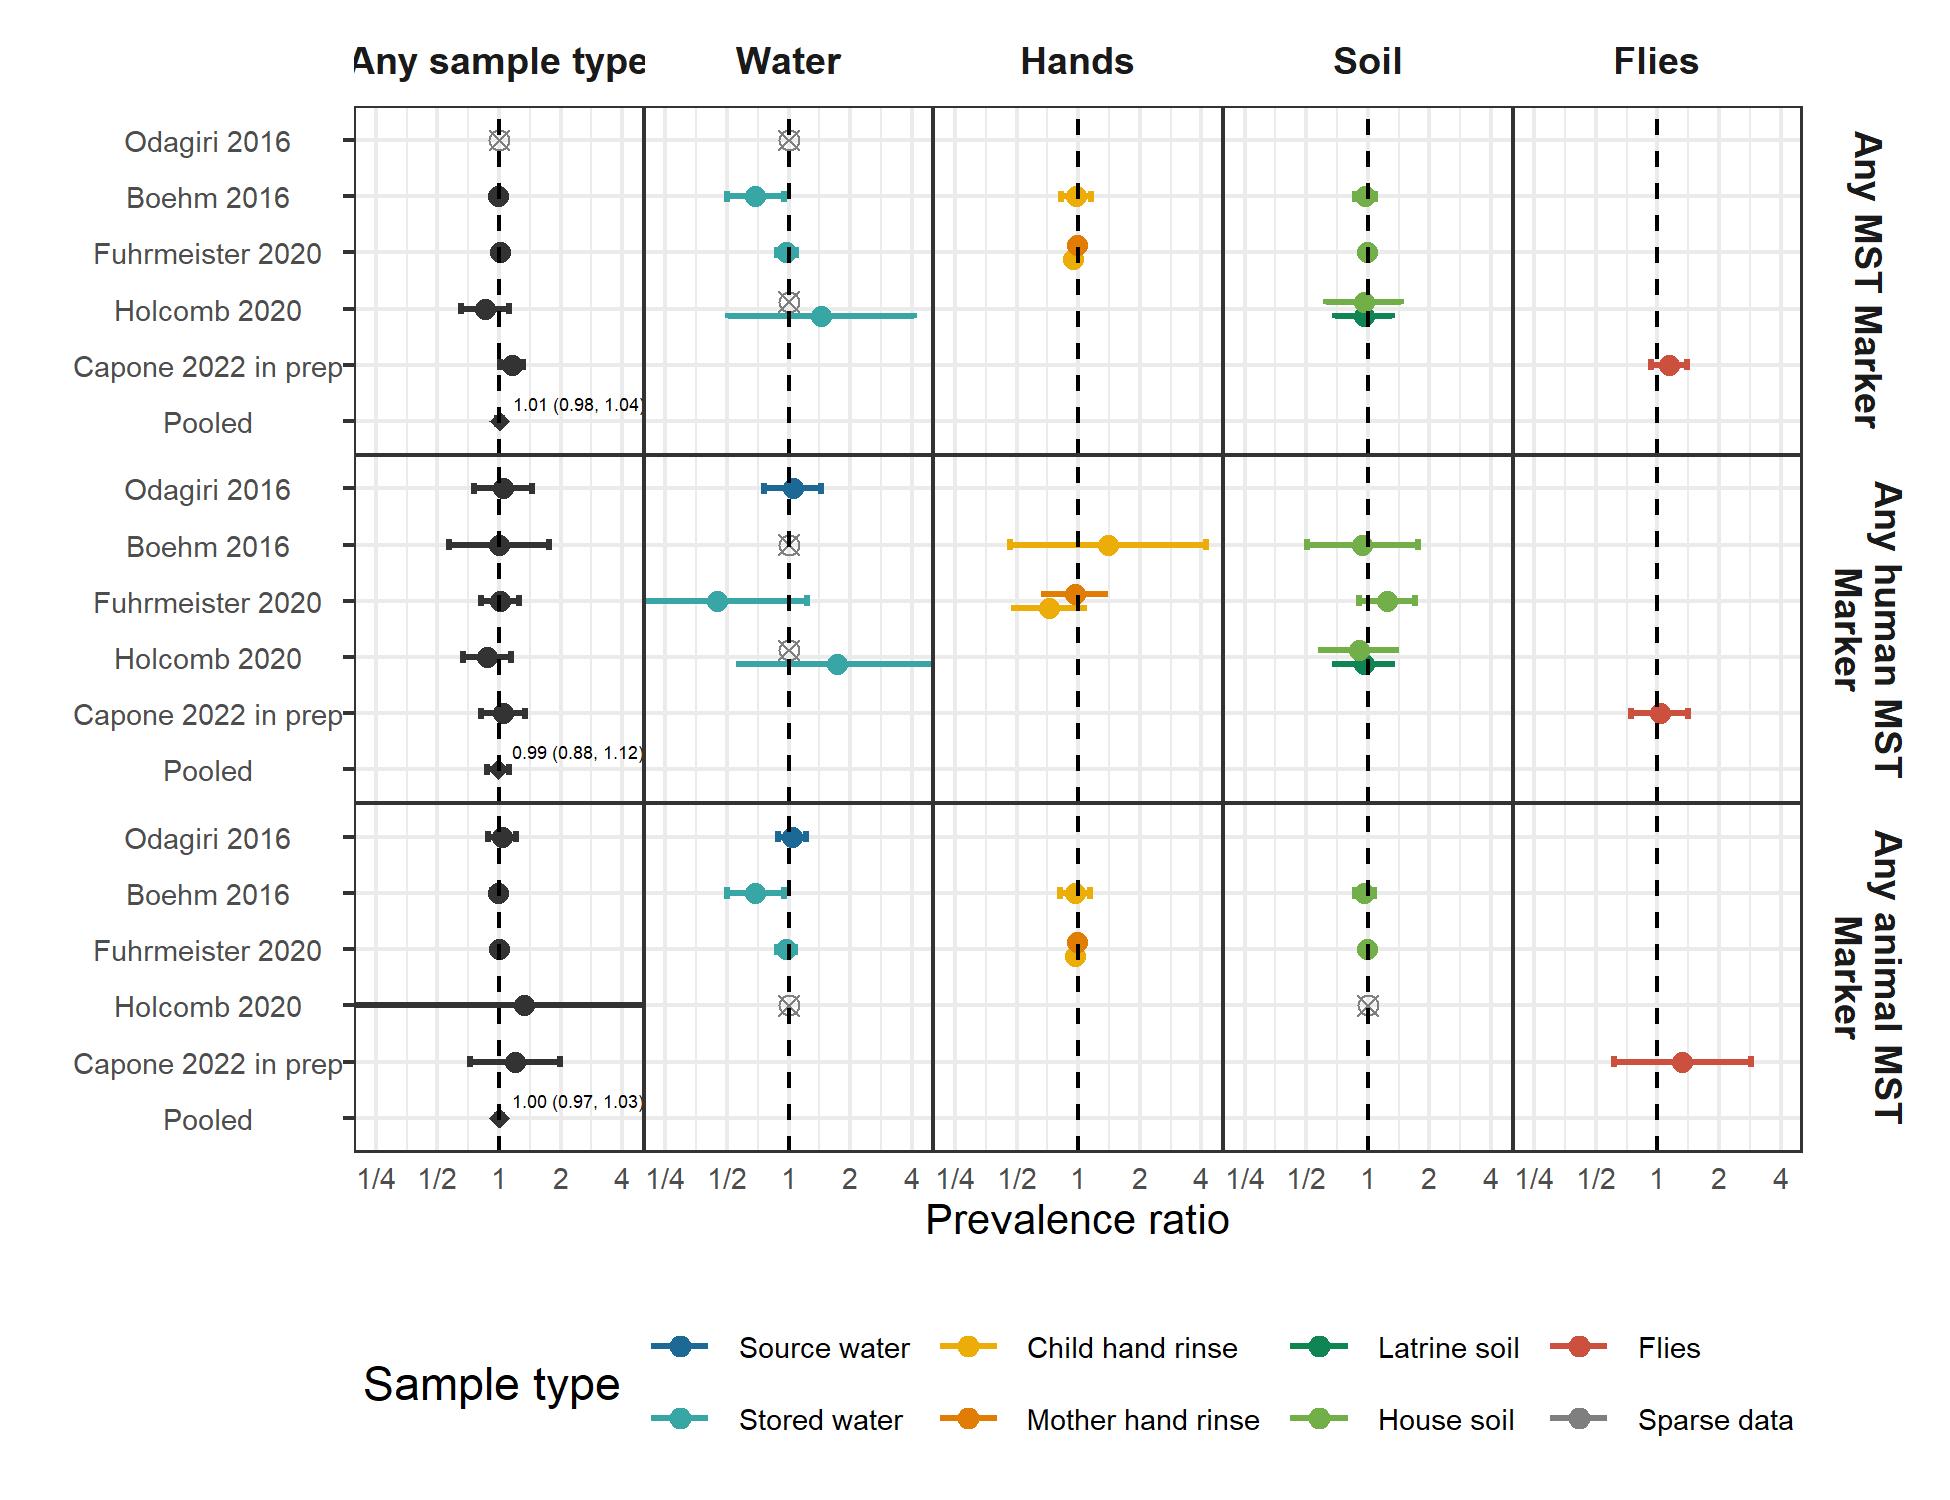 Any sample type Water Hands Soil Flies
Odagiri 2016
Boehm 2016
Fuhrmeister 2020
Holcomb 2020
Capone 2022 in prep
1.01 (0.98, 1.04)
Pooled
Any MST Marker
Odagiri 2016
Boehm 2016
Fuhrmeister 2020
Holcomb 2020
Capone 2022 in prep
0.99 (0.88, 1.12)
Pooled
Any human MST
Marker
Odagiri 2016
Boehm 2016
Fuhrmeister 2020
Holcomb 2020
Capone 2022 in prep
1.00 (0.97, 1.03)
Pooled
Any animal MST
Marker
1/4 1/2 1 2 4 1/4 1/2 1 2 4 1/4 1/2 1 2 4 1/4 1/2 1 2 4 1/4 1/2 1 2 4
Prevalence ratio
Sample type
Source water Child hand rinse Latrine soil Flies
Stored water Mother hand rinse House soil Sparse data